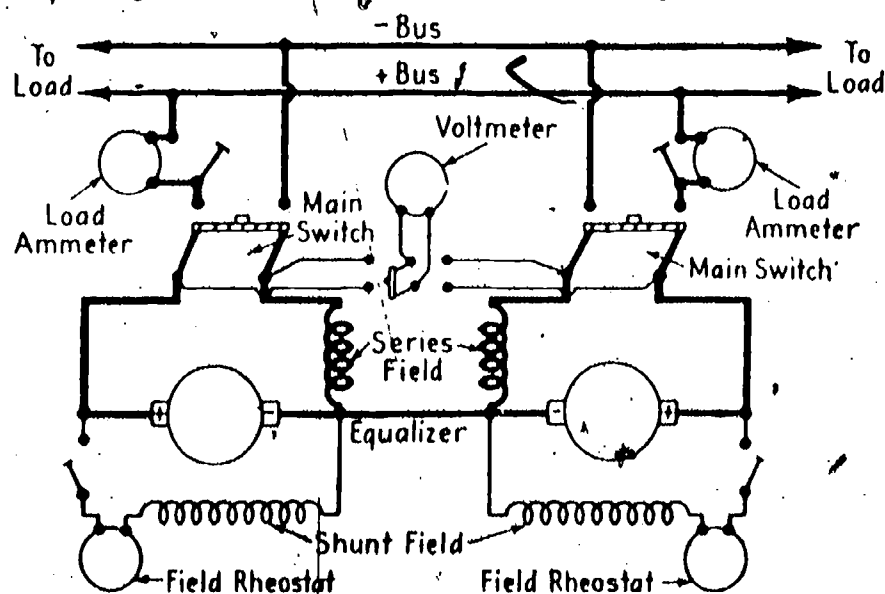 - Bus
To
Load
+ Bus
To
Load
Voltmeter
Load
Ammeter
Main
Switch
Load
Ammeter
Main Switch
Series
Field
+
-
-
+
Equalizer
Shunt Field
Field Rheostat
Field Rheostat